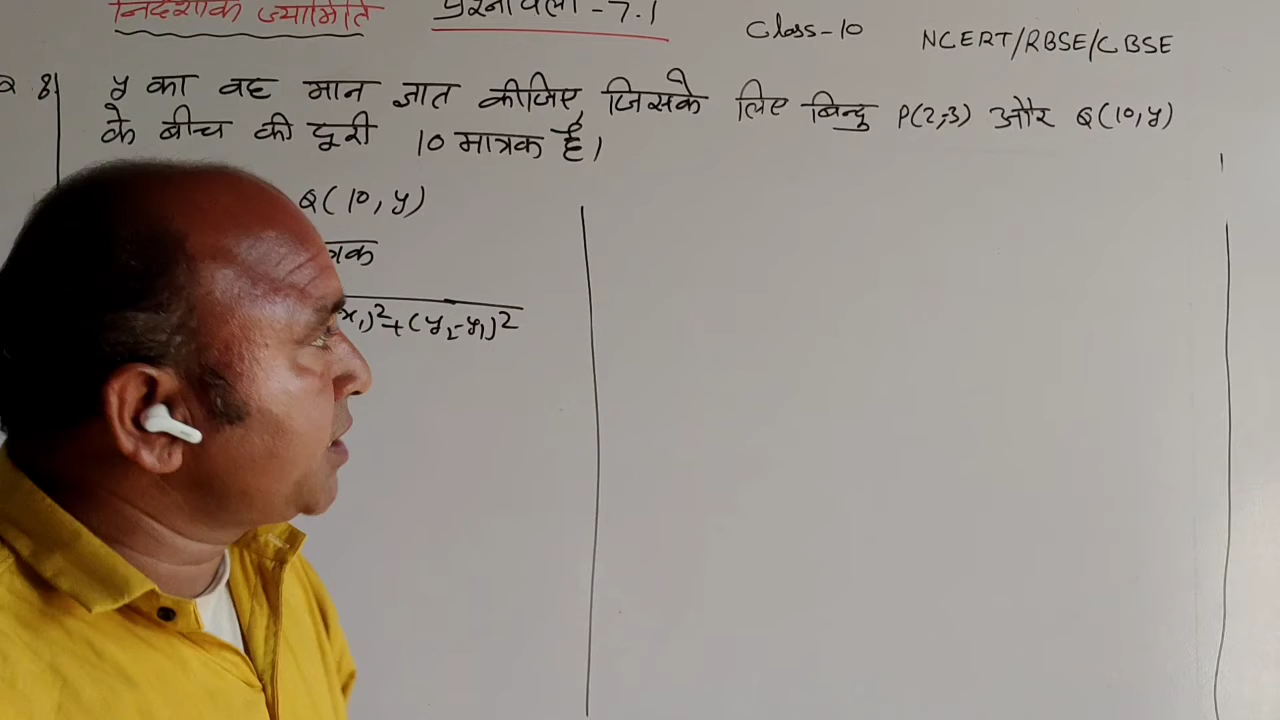 निर्देशांक ज्यामिति प्रश्नावली-7.1 Class-10 NCERT/RBSE/CBSE
Q 8 y का वह मान ज्ञात कीजिए, जिसके लिए बिन्दु P(2,-3) और Q(10,y)
के बीच की दूरी 10 मात्रक है।
Q(10, y)
x₁)²+(y₂-y₁)²